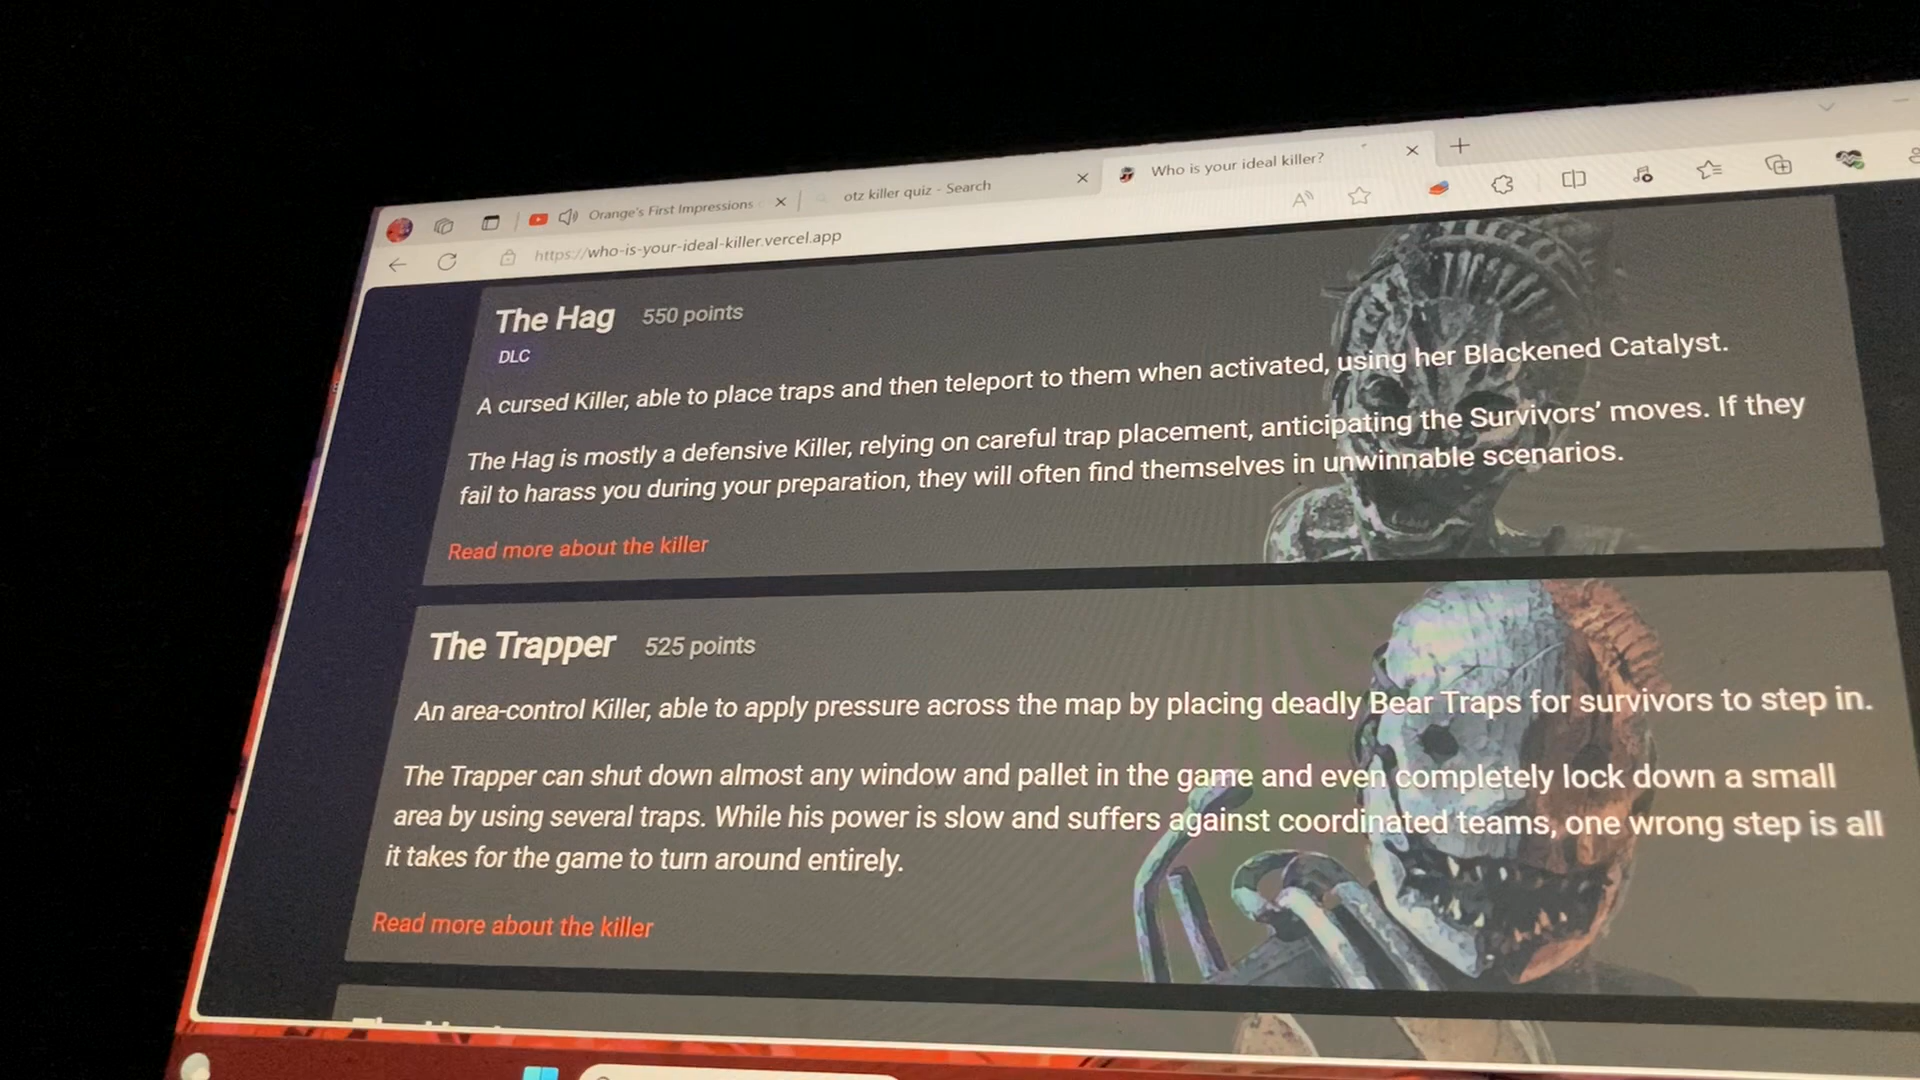 Orange's First Impressions
otz killer quiz - Search
Who is your ideal killer?
https://who-is-your-ideal-killer.vercel.app
The Hag 550 points
DLC
A cursed Killer, able to place traps and then teleport to them when activated, using her Blackened Catalyst.
The Hag is mostly a defensive Killer, relying on careful trap placement, anticipating the Survivors' moves. If they
fail to harass you during your preparation, they will often find themselves in unwinnable scenarios.
Read more about the killer
The Trapper 525 points
An area-control Killer, able to apply pressure across the map by placing deadly Bear Traps for survivors to step in.
The Trapper can shut down almost any window and pallet in the game and even completely lock down a small
area by using several traps. While his power is slow and suffers against coordinated teams, one wrong step is all
it takes for the game to turn around entirely.
Read more about the killer